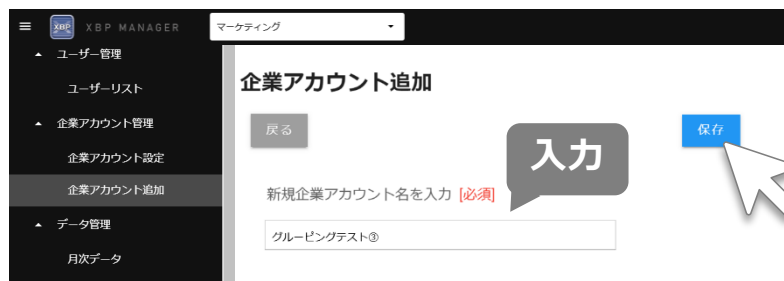 XBP XBP MANAGER マーケティング
ユーザー管理
ユーザーリスト
企業アカウント管理
企業アカウント設定
企業アカウント追加
データ管理
月次データ
企業アカウント追加
戻る
入力
保存
新規企業アカウント名を入力 [必須]
グルーピングテスト③